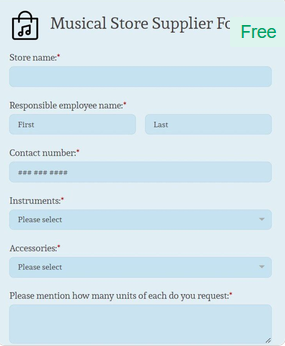 Musical Store Supplier Fo
Free
Store name:*
Responsible employee name:*
First Last
Contact number:*
### ### ####
Instruments:*
Please select
Accessories:*
Please select
Please mention how many units of each do you request:*